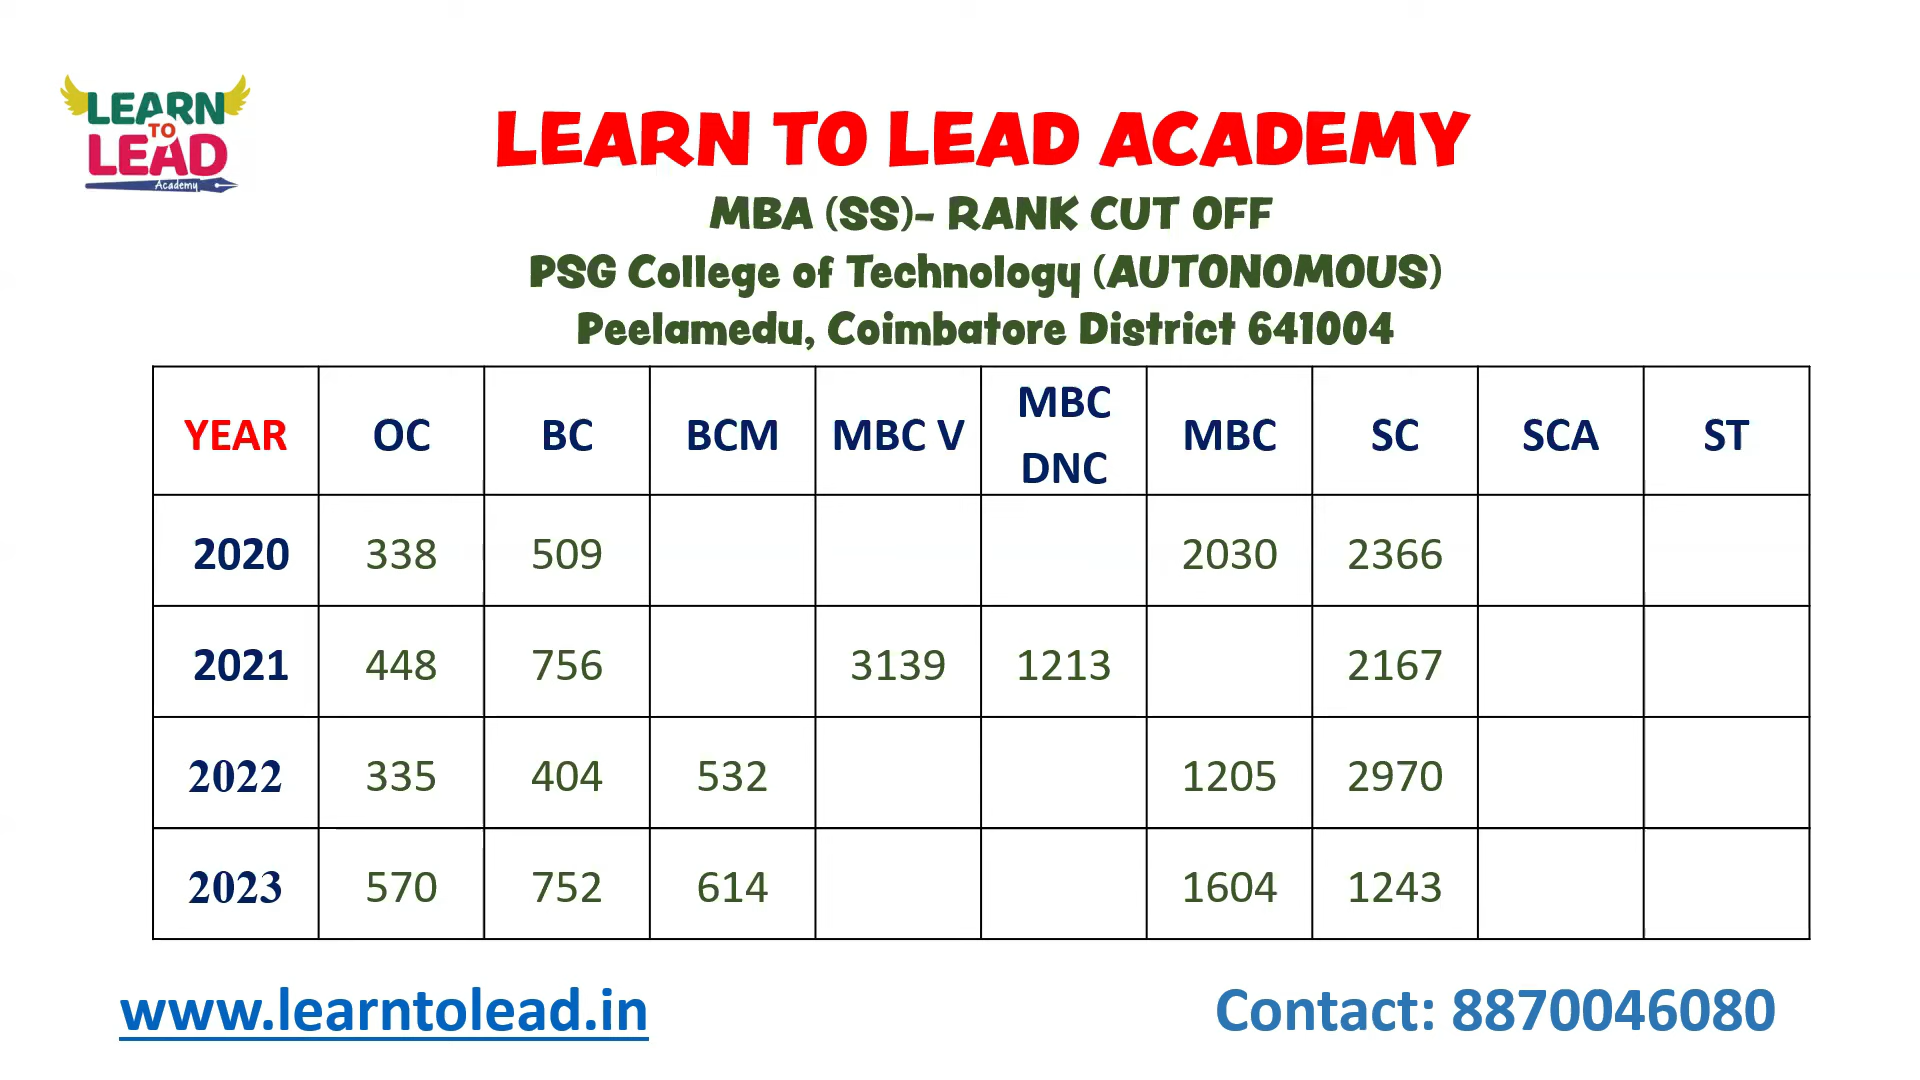 LEARN
TO
LEAD
Academy
LEARN TO LEAD ACADEMY
MBA (SS)- RANK CUT OFF
PSG College of Technology (AUTONOMOUS)
Peelamedu, Coimbatore District 641004
YEAR OC BC BCM MBC V MBC DNC MBC SC SCA ST
2020 338 509 2030 2366
2021 448 756 3139 1213 2167
2022 335 404 532 1205 2970
2023 570 752 614 1604 1243
www.learntolead.in Contact: 8870046080